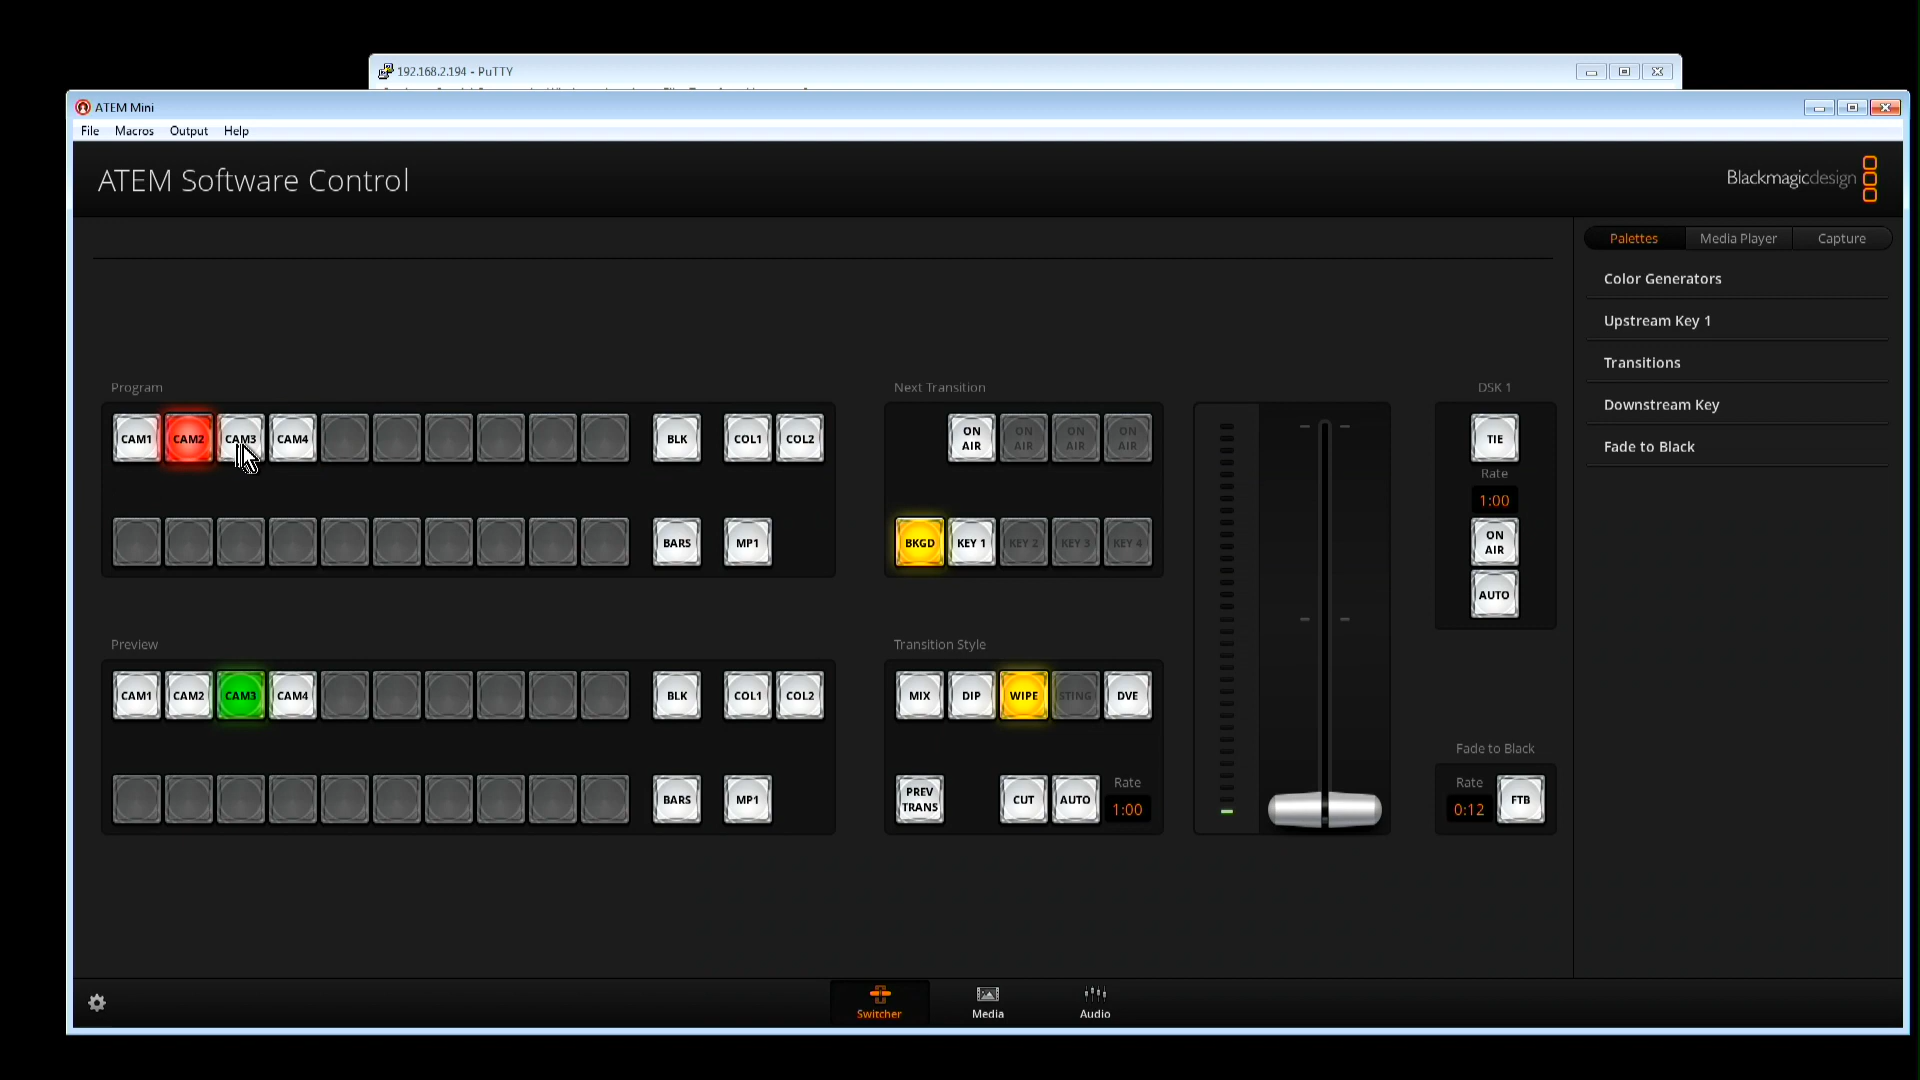 192.168.2.194 - PuTTY
ATEM Mini
File Macros Output Help
ATEM Software Control
Blackmagicdesign
Palettes Media Player Capture
Color Generators
Upstream Key 1
Transitions
Downstream Key
Fade to Black
Program
CAM1 CAM2 CAM3 CAM4 BLK COL1 COL2
BARS MP1
Next Transition
ON AIR ON AIR ON AIR ON AIR
BKGD KEY 1 KEY 2 KEY 3 KEY 4
DSK 1
TIE
Rate
1:00
ON AIR
AUTO
Preview
CAM1 CAM2 CAM3 CAM4 BLK COL1 COL2
BARS MP1
Transition Style
MIX DIP WIPE STING DVE
PREV TRANS CUT AUTO Rate 1:00
Fade to Black
Rate
0:12 FTB
Switcher Media Audio